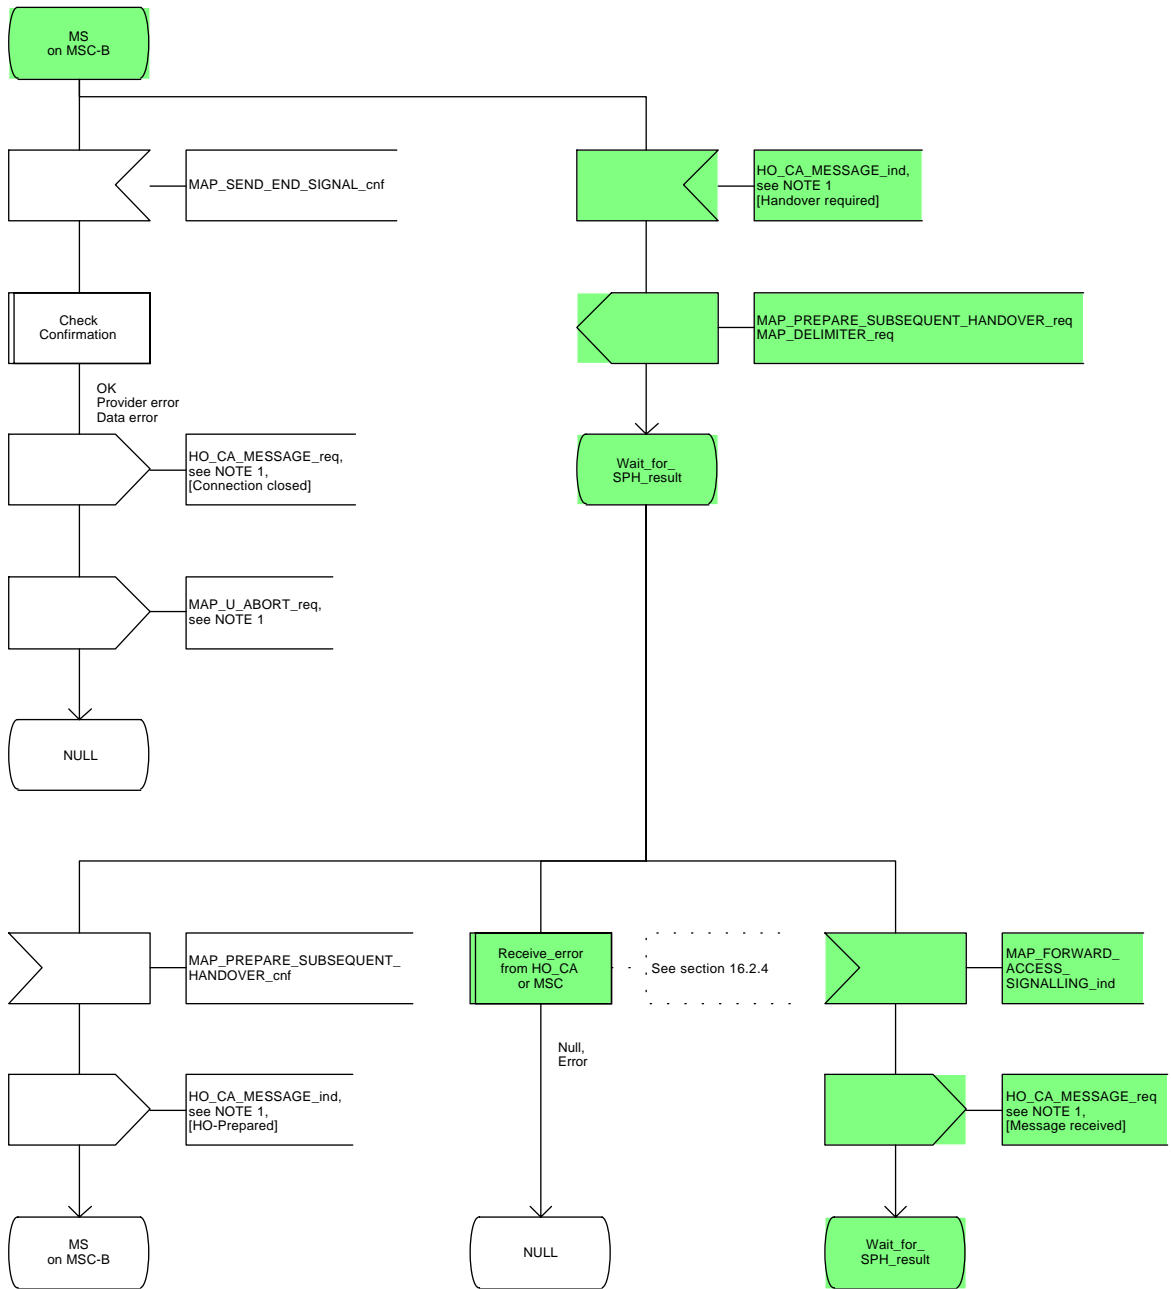 MS
on MSC-B
MAP_SEND_END_SIGNAL_cnf
HO_CA_MESSAGE_ind,
see NOTE 1
[Handover required]
Check
Confirmation
MAP_PREPARE_SUBSEQUENT_HANDOVER_req
MAP_DELIMITER_req
OK
Provider error
Data error
HO_CA_MESSAGE_req,
see NOTE 1,
[Connection closed]
Wait_for_
SPH_result
MAP_U_ABORT_req,
see NOTE 1
NULL
MAP_PREPARE_SUBSEQUENT_
HANDOVER_cnf
Receive_error
from HO_CA
or MSC
See section 16.2.4
MAP_FORWARD_
ACCESS_
SIGNALLING_ind
Null,
Error
HO_CA_MESSAGE_ind,
see NOTE 1,
[HO-Prepared]
HO_CA_MESSAGE_req
see NOTE 1,
[Message received]
MS
on MSC-B
NULL
Wait_for_
SPH_result